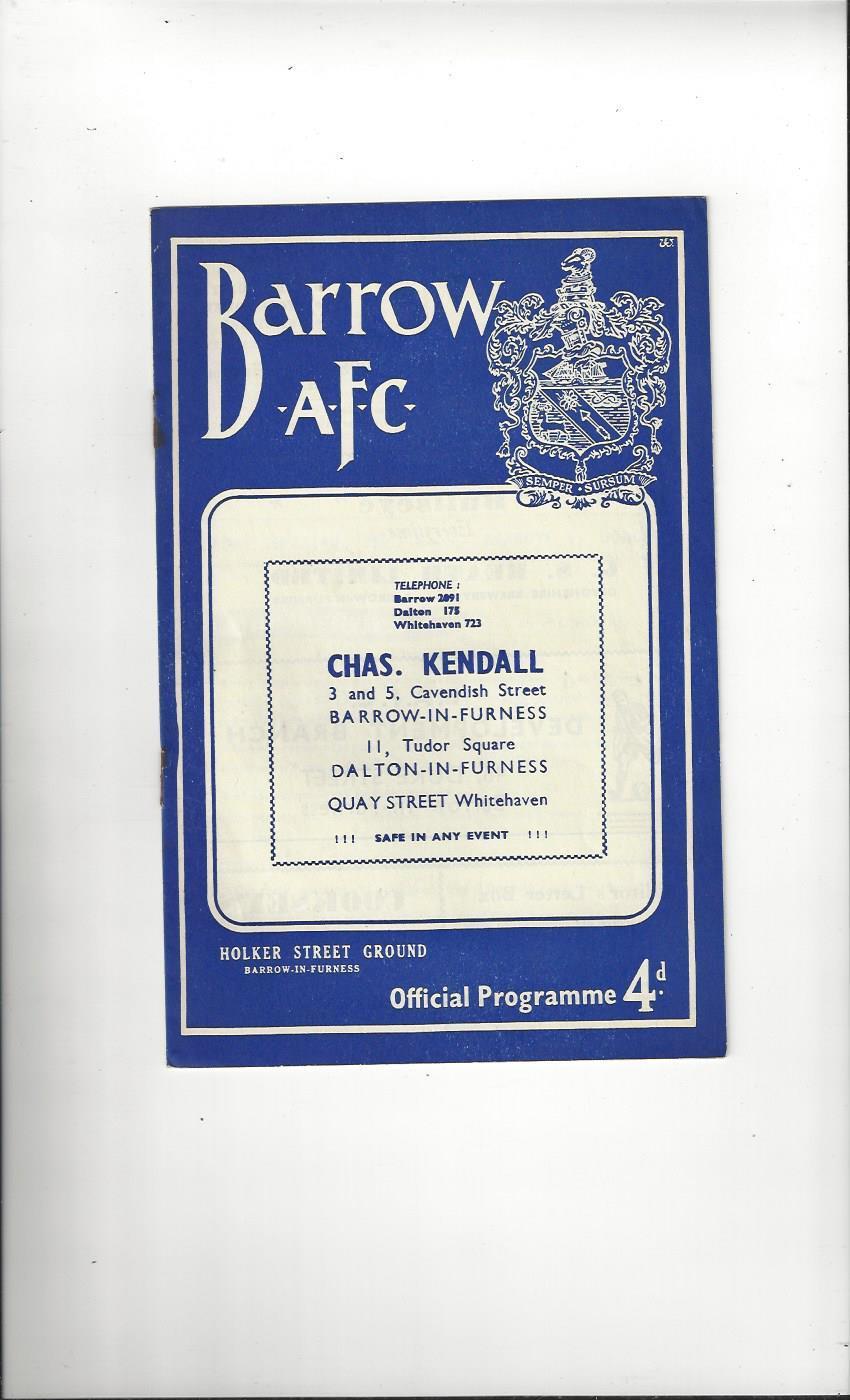 Barrow
A.F.C.
SEMPER • SURSUM
TELEPHONE :
Barrow 2091
Dalton 175
Whitehaven 723
CHAS. KENDALL
3 and 5, Cavendish Street
BARROW-IN-FURNESS
11, Tudor Square
DALTON-IN-FURNESS
QUAY STREET Whitehaven
!!! SAFE IN ANY EVENT !!!
HOLKER STREET GROUND
BARROW-IN-FURNESS
Official Programme 4d.